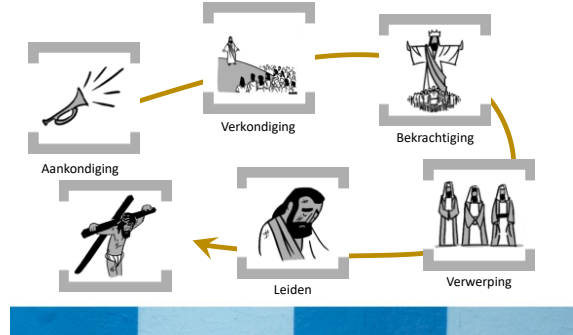 Aankondiging
Verkondiging
Bekrachtiging
Verwerping
Leiden